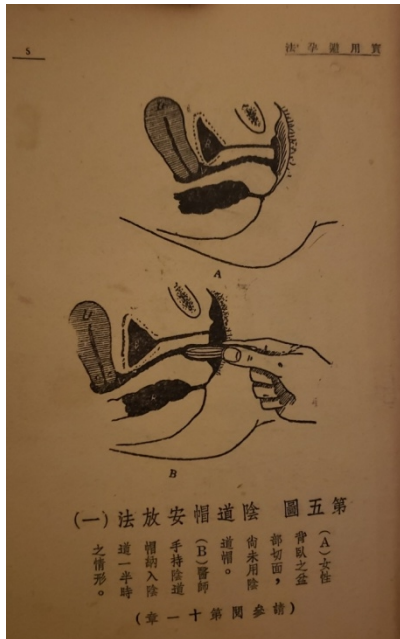 實用避孕法
U
A
U
B
第五圖 陰道帽安放法(一)
(A)女性
背臥之盆
部切面,
尚未用陰
道帽。
(B)醫師
手持陰道
帽納入陰
道一半時
之情形。
(請參閱第十一章)